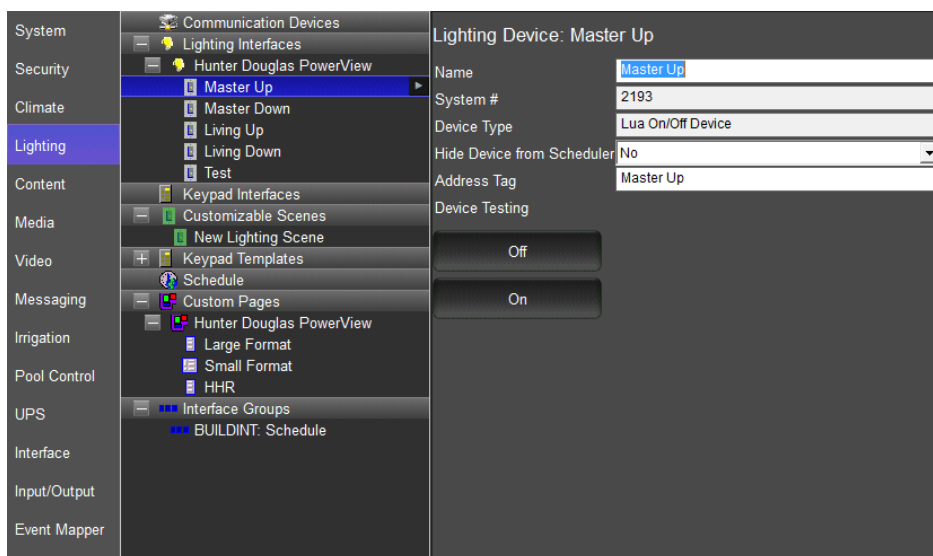 System
Security
Climate
Lighting
Content
Media
Video
Messaging
Irrigation
Pool Control
UPS
Interface
Input/Output
Event Mapper
Communication Devices
Lighting Interfaces
Hunter Douglas PowerView
Master Up
Master Down
Living Up
Living Down
Test
Keypad Interfaces
Customizable Scenes
New Lighting Scene
Keypad Templates
Schedule
Custom Pages
Hunter Douglas PowerView
Large Format
Small Format
HHR
Interface Groups
BUILDINT: Schedule
Lighting Device: Master Up
Name Master Up
System # 2193
Device Type Lua On/Off Device
Hide Device from Scheduler No
Address Tag Master Up
Device Testing
Off
On